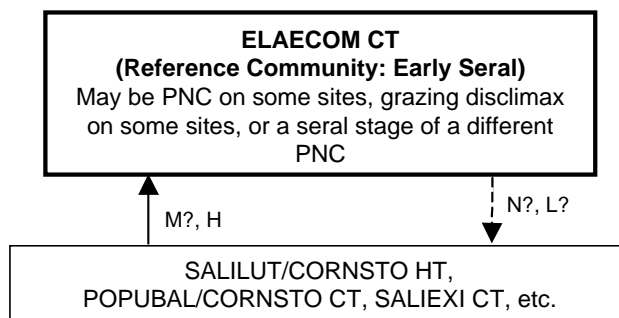 ELAECOM CT
(Reference Community: Early Seral)
May be PNC on some sites, grazing disclimax
on some sites, or a seral stage of a different
PNC
M?, H
N?, L?
SALILUT/CORNSTO HT,
POPUBAL/CORNSTO CT, SALIEXI CT, etc.